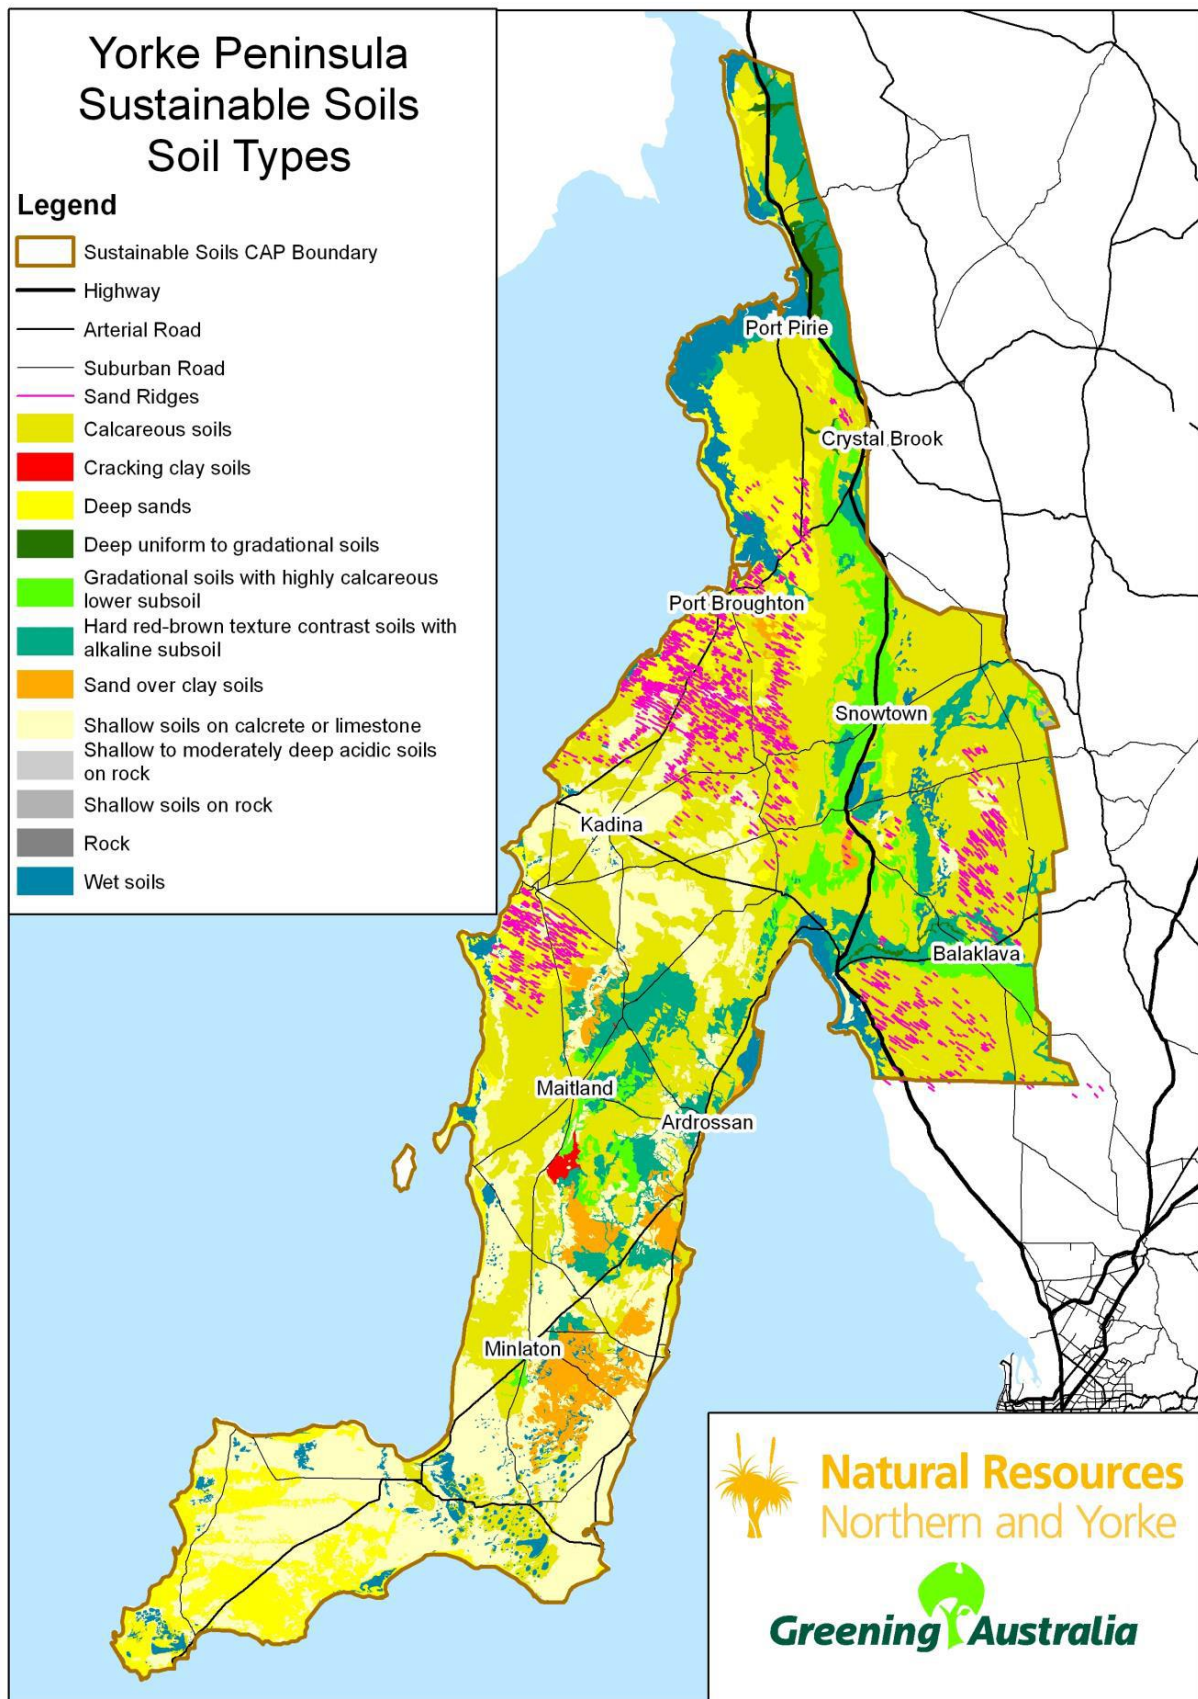 Yorke Peninsula
Sustainable Soils
Soil Types
Legend
Sustainable Soils CAP Boundary
Highway
Arterial Road
Suburban Road
Sand Ridges
Calcareous soils
Cracking clay soils
Deep sands
Deep uniform to gradational soils
Gradational soils with highly calcareous
lower subsoil
Hard red-brown texture contrast soils with
alkaline subsoil
Sand over clay soils
Shallow soils on calcrete or limestone
Shallow to moderately deep acidic soils
on rock
Shallow soils on rock
Rock
Wet soils
Port Pirie
Crystal Brook
Port Broughton
Snowtown
Kadina
Balaklava
Maitland
Ardrossan
Minlaton
Natural Resources
Northern and Yorke
Greening Australia